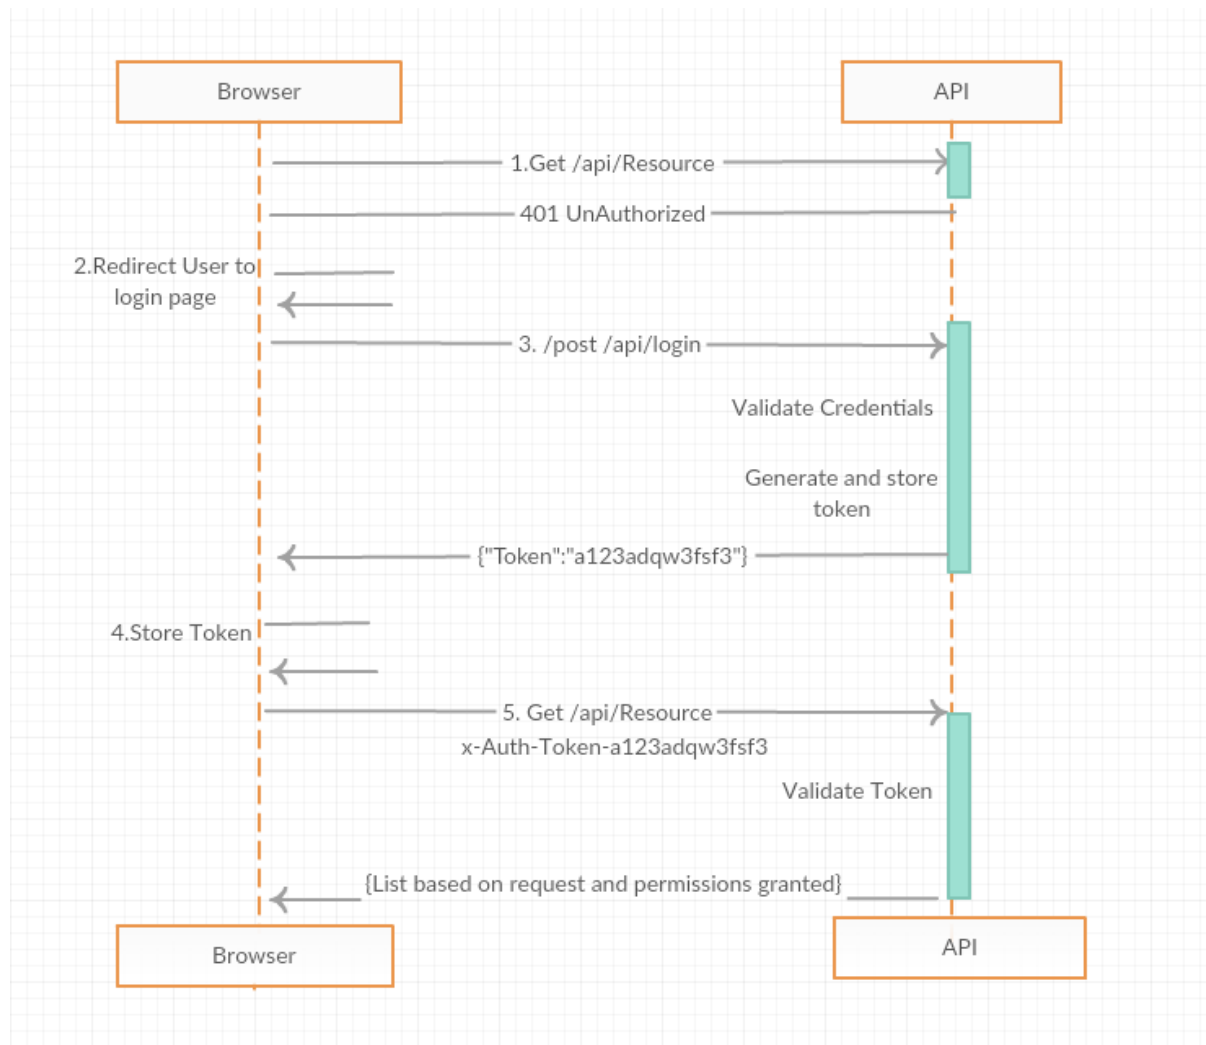 Browser
API
1.Get /api/Resource
401 UnAuthorized
2.Redirect User to
login page
3. /post /api/login
Validate Credentials
Generate and store
token
{"Token":"a123adqw3fsf3"}
4.Store Token
5. Get /api/Resource
x-Auth-Token-a123adqw3fsf3
Validate Token
{List based on request and permissions granted}
Browser
API